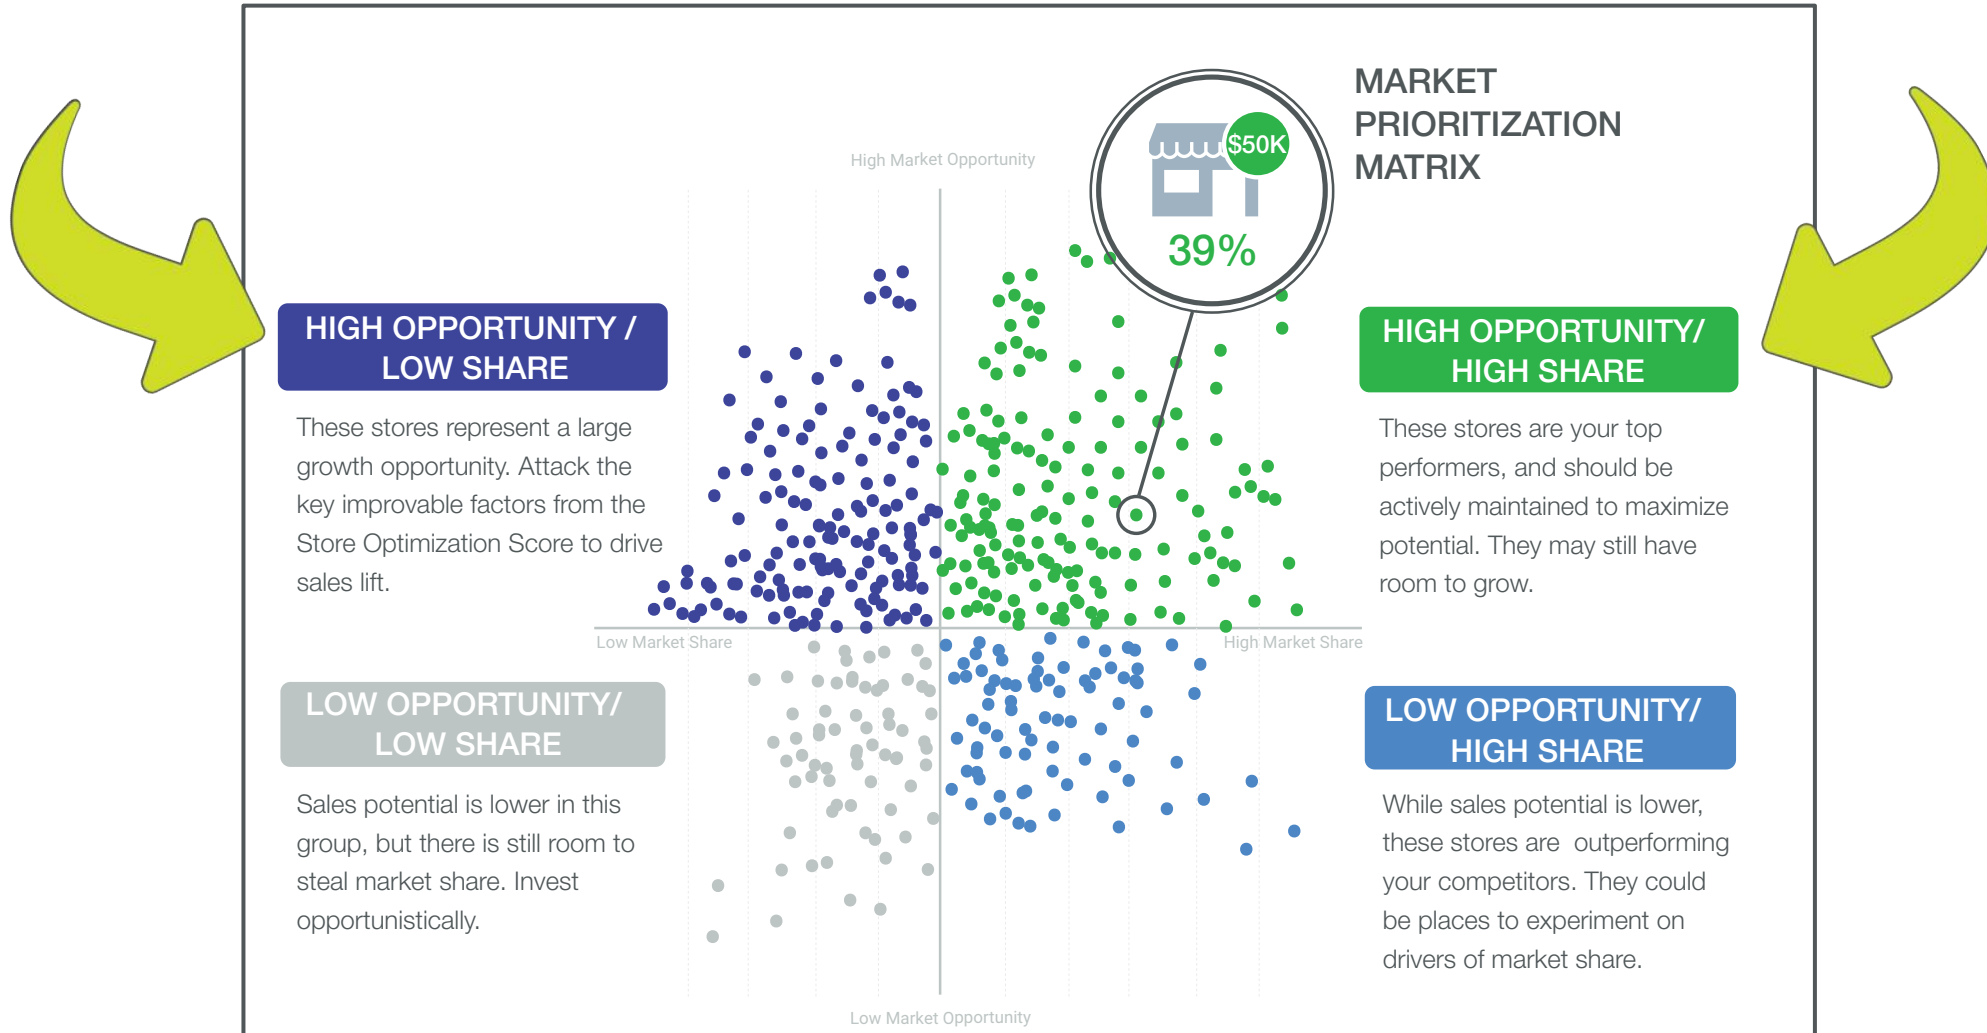 MARKET
PRIORITIZATION
MATRIX
$50K
39%
High Market Opportunity
HIGH OPPORTUNITY /
LOW SHARE
These stores represent a large
growth opportunity. Attack the
key improvable factors from the
Store Optimization Score to drive
sales lift.
HIGH OPPORTUNITY/
HIGH SHARE
These stores are your top
performers, and should be
actively maintained to maximize
potential. They may still have
room to grow.
Low Market Share
High Market Share
LOW OPPORTUNITY/
LOW SHARE
Sales potential is lower in this
group, but there is still room to
steal market share. Invest
opportunistically.
LOW OPPORTUNITY/
HIGH SHARE
While sales potential is lower,
these stores are outperforming
your competitors. They could
be places to experiment on
drivers of market share.
Low Market Opportunity